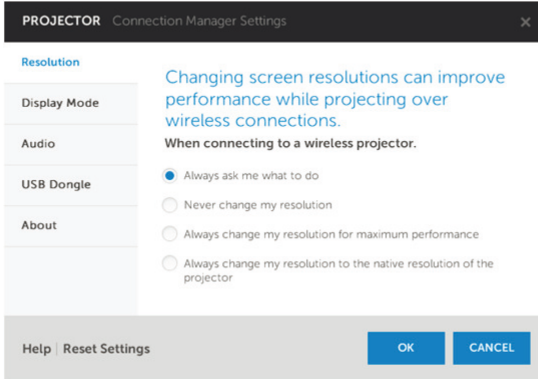 PROJECTOR Connection Manager Settings ×
Resolution
Display Mode
Audio
USB Dongle
About
Changing screen resolutions can improve
performance while projecting over
wireless connections.
When connecting to a wireless projector.
Always ask me what to do
Never change my resolution
Always change my resolution for maximum performance
Always change my resolution to the native resolution of the
projector
Help | Reset Settings
OK
CANCEL